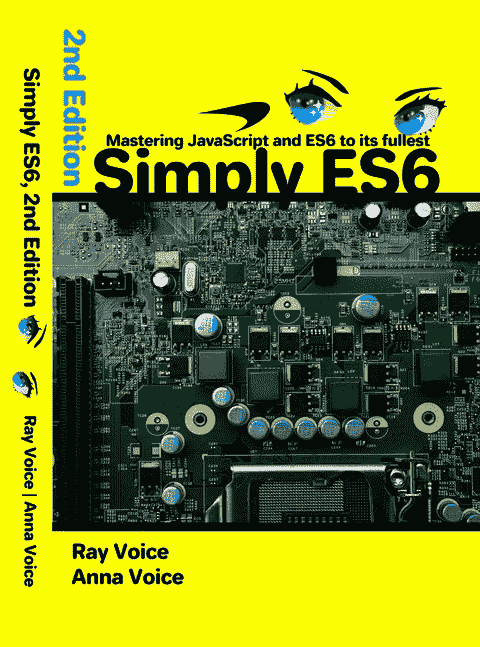 2nd Edition
Simply ES6, 2nd Edition
Ray Voice | Anna Voice
Mastering JavaScript and ES6 to its fullest
Simply ES6
Ray Voice
Anna Voice